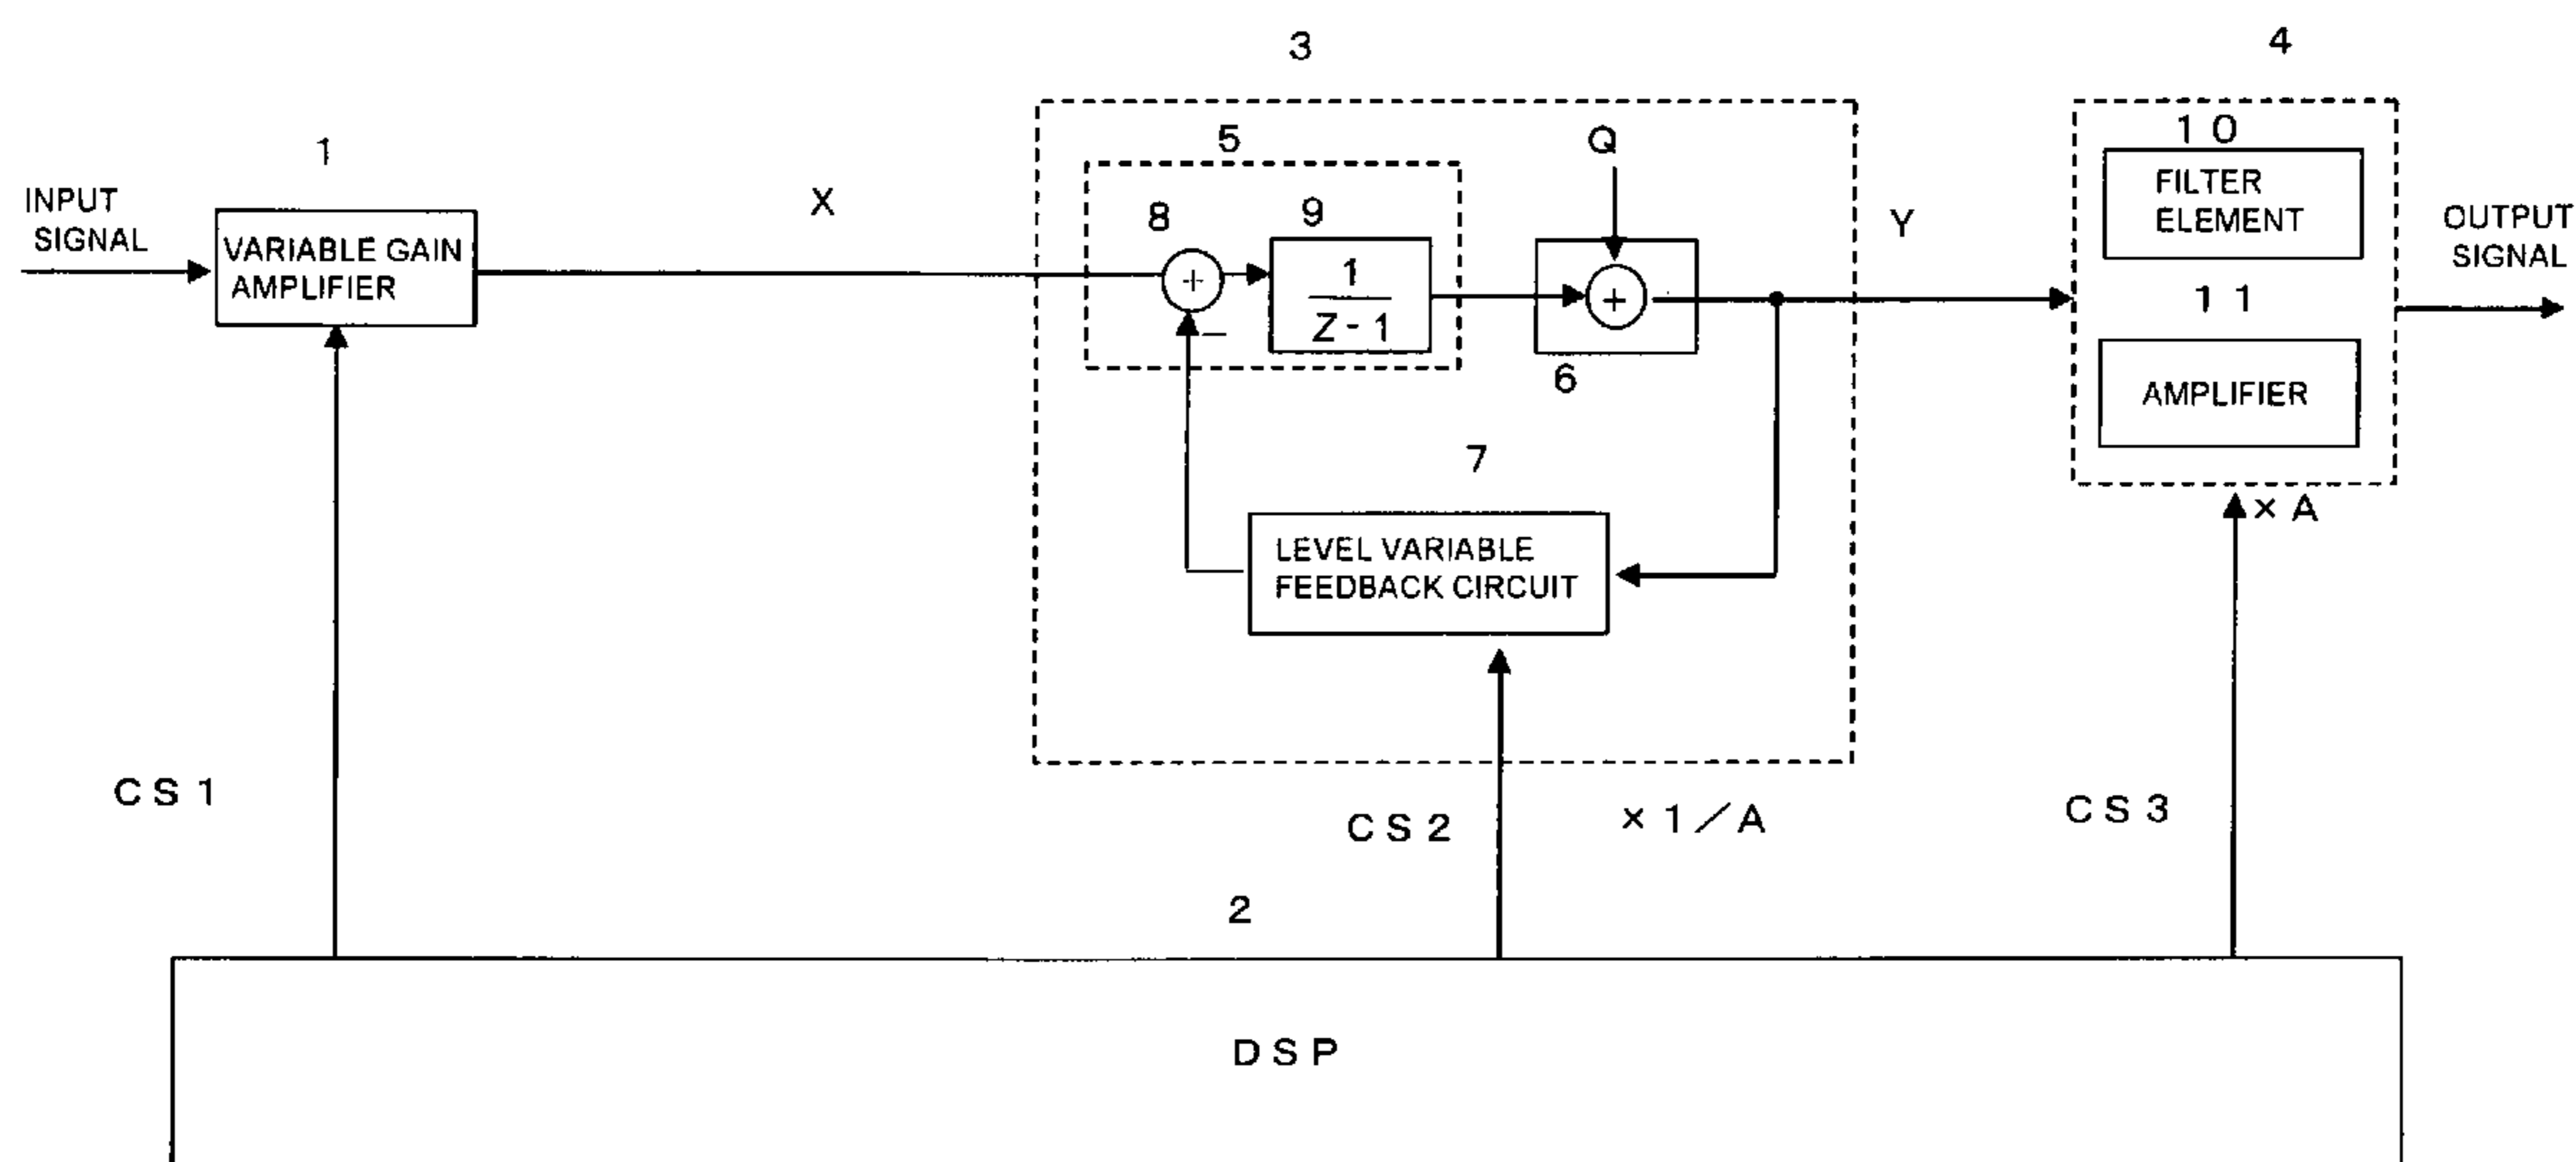 3
4
1
5
Q
1 0
INPUT
SIGNAL
X
8
9
Y
FILTER
ELEMENT
OUTPUT
SIGNAL
VARIABLE GAIN
AMPLIFIER
+
1
Z - 1
+
1 1
−
6
AMPLIFIER
7
× A
LEVEL VARIABLE
FEEDBACK CIRCUIT
C S 1
C S 2
× 1 / A
C S 3
2
D S P